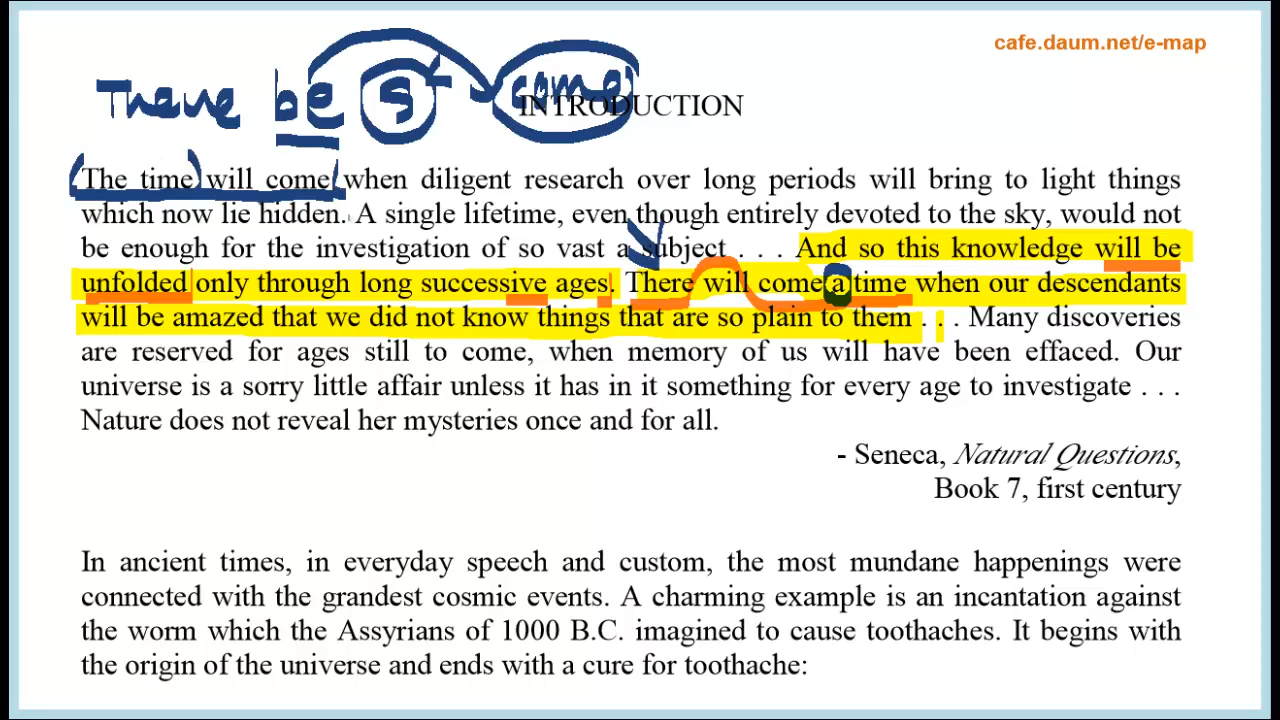 cafe.daum.net/e-map
There be S come
INTRODUCTION
The time will come when diligent research over long periods will bring to light things
which now lie hidden. A single lifetime, even though entirely devoted to the sky, would not
be enough for the investigation of so vast a subject . . . And so this knowledge will be
unfolded only through long successive ages. There will come a time when our descendants
will be amazed that we did not know things that are so plain to them . . . Many discoveries
are reserved for ages still to come, when memory of us will have been effaced. Our
universe is a sorry little affair unless it has in it something for every age to investigate . . .
Nature does not reveal her mysteries once and for all.
- Seneca, Natural Questions,
Book 7, first century
In ancient times, in everyday speech and custom, the most mundane happenings were
connected with the grandest cosmic events. A charming example is an incantation against
the worm which the Assyrians of 1000 B.C. imagined to cause toothaches. It begins with
the origin of the universe and ends with a cure for toothache: